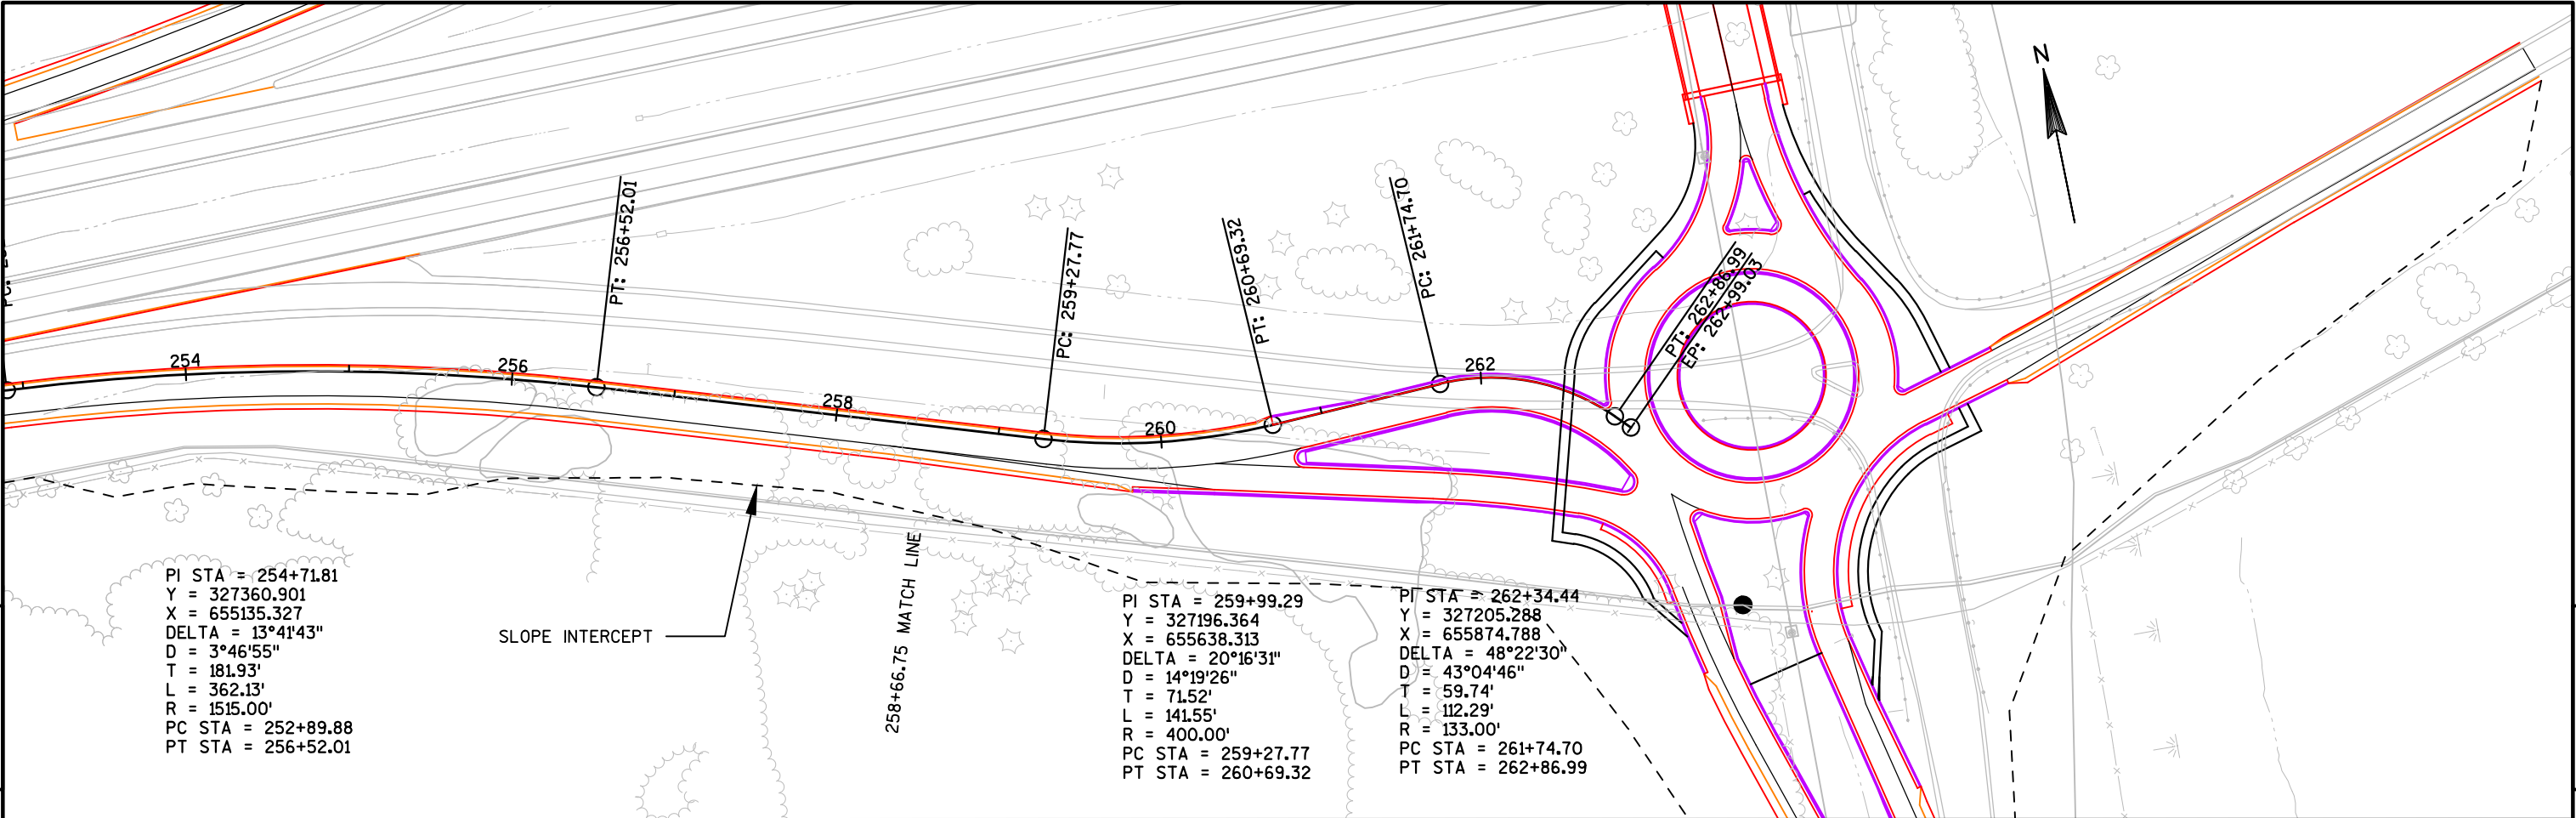 N
PT: 256+52.01
PC: 259+27.77
PT: 260+69.32
PC: 261+74.70
PT: 262+86.99
EP: 262+99.03
254
256
258
260
262
PI STA = 254+71.81
Y = 327360.901
X = 655135.327
DELTA = 13°41'43"
D = 3°46'55"
T = 181.93'
L = 362.13'
R = 1515.00'
PC STA = 252+89.88
PT STA = 256+52.01
SLOPE INTERCEPT
258+66.75 MATCH LINE
PI STA = 259+99.29
Y = 327196.364
X = 655638.313
DELTA = 20°16'31"
D = 14°19'26"
T = 71.52'
L = 141.55'
R = 400.00'
PC STA = 259+27.77
PT STA = 260+69.32
PI STA = 262+34.44
Y = 327205.288
X = 655874.788
DELTA = 48°22'30"
D = 43°04'46"
T = 59.74'
L = 112.29'
R = 133.00'
PC STA = 261+74.70
PT STA = 262+86.99